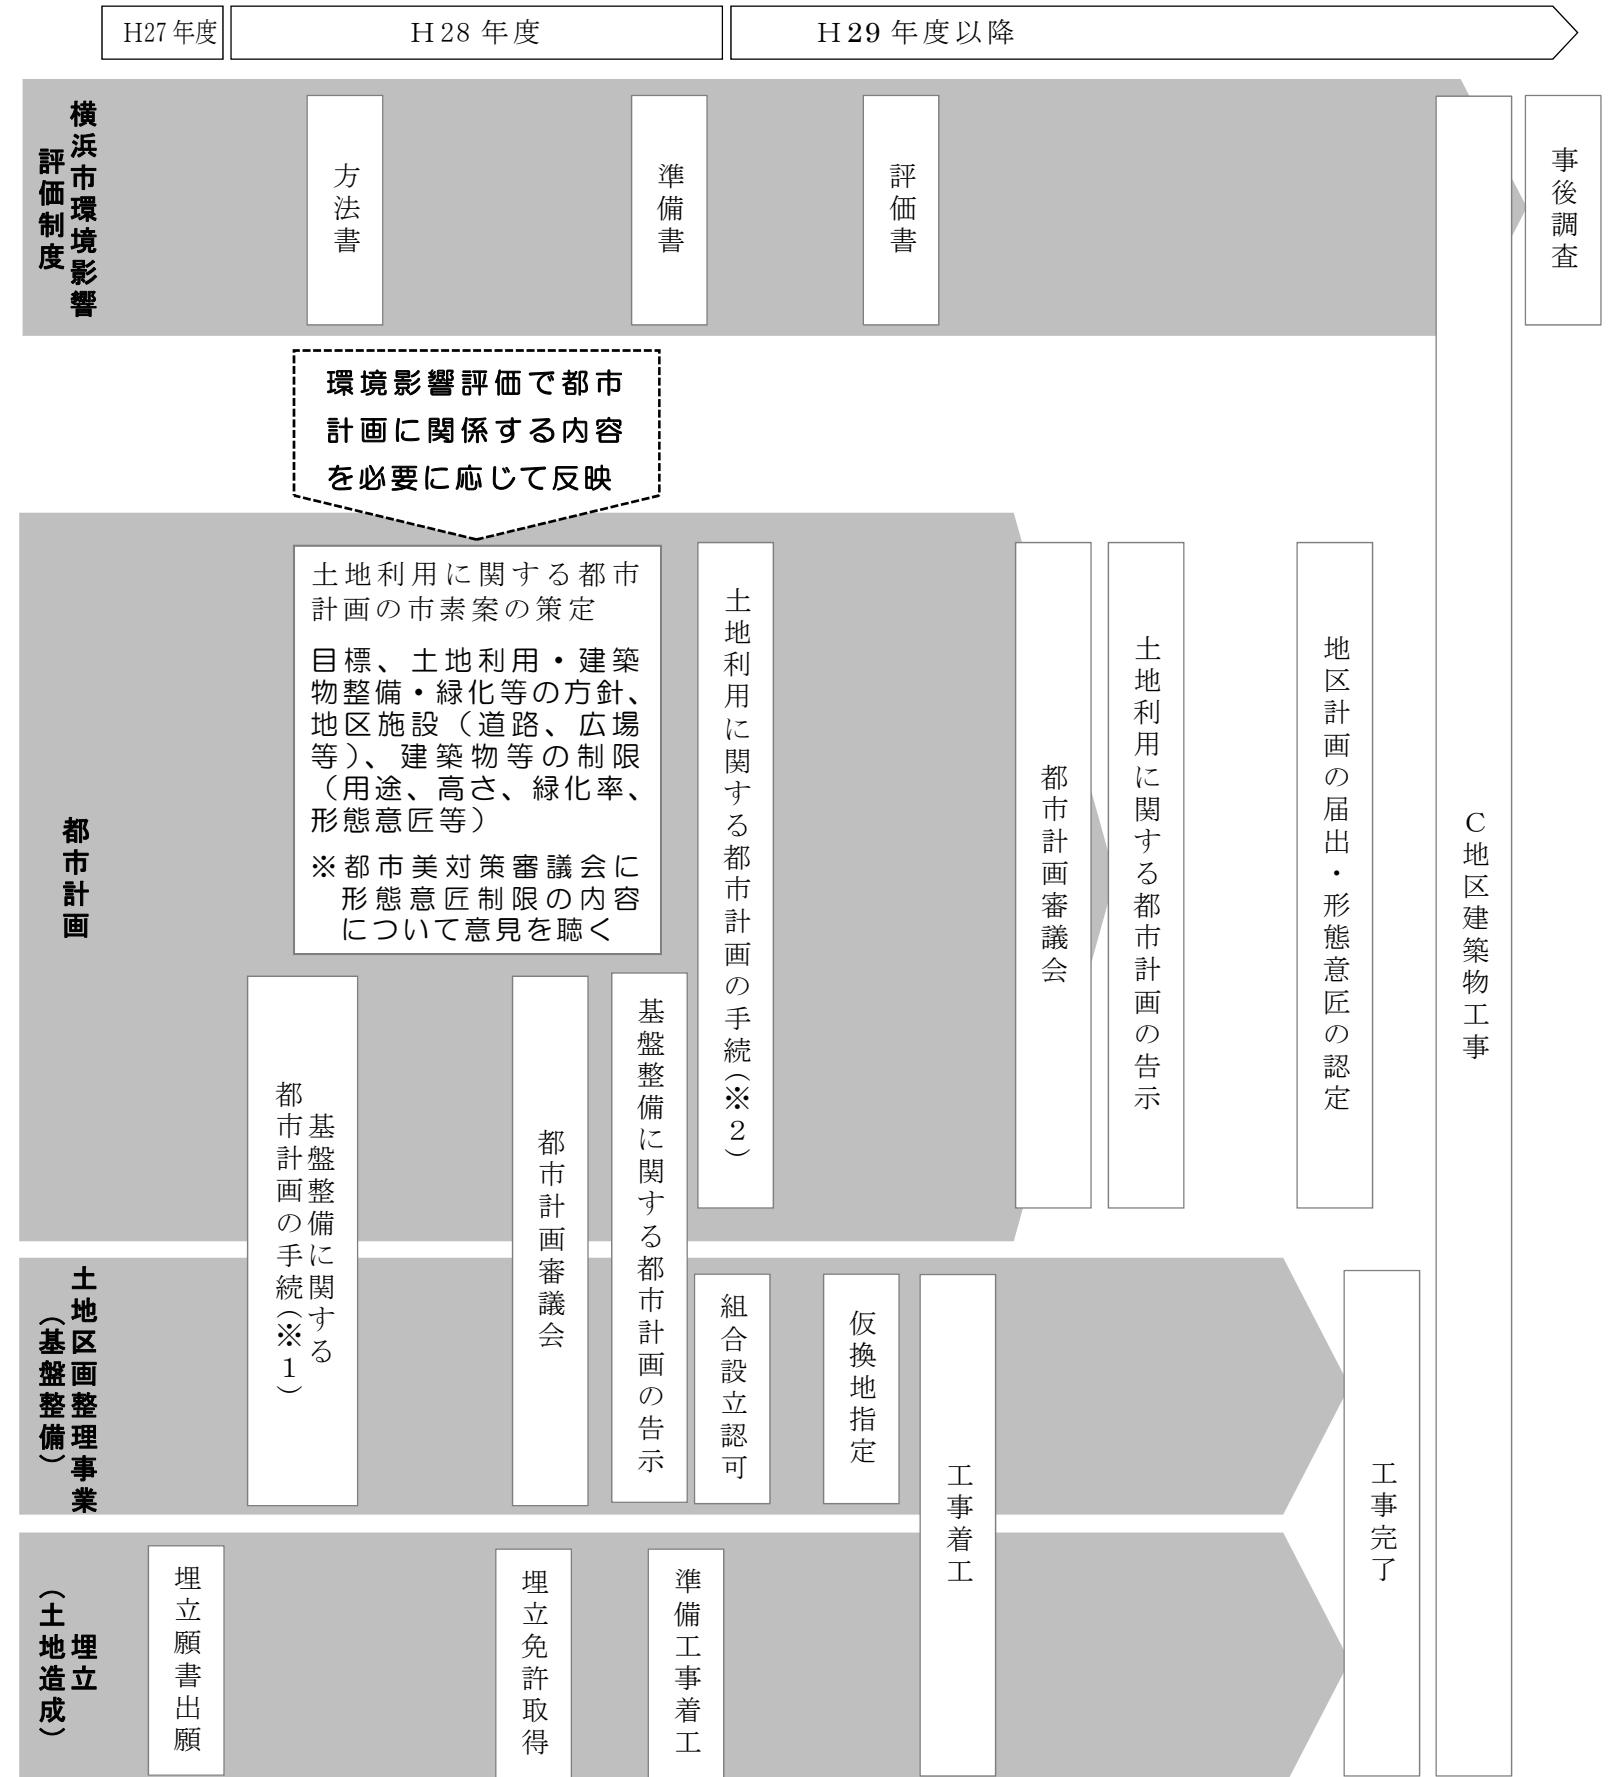 H27年度
H28年度
H29年度以降
横浜市環境影響
評価制度
方法書
準備書
評価書
事後調査
環境影響評価で都市
計画に関係する内容
を必要に応じて反映
都市計画
土地利用に関する都市
計画の市素案の策定
目標、土地利用・建築
物整備・緑化等の方針、
地区施設（道路、広場
等）、建築物等の制限
（用途、高さ、緑化率、
形態意匠等）
※都市美対策審議会に
形態意匠制限の内容
について意見を聴く
土地利用に関する都市計画の手続（※２）
都市計画審議会
土地利用に関する都市計画の告示
地区計画の届出・形態意匠の認定
Ｃ地区建築物工事
基盤整備に関する
都市計画の手続（※１）
都市計画審議会
基盤整備に関する都市計画の告示
土地区画整理事業
（基盤整備）
組合設立認可
仮換地指定
工事着工
工事完了
埋立
（土地造成）
埋立願書出願
埋立免許取得
準備工事着工